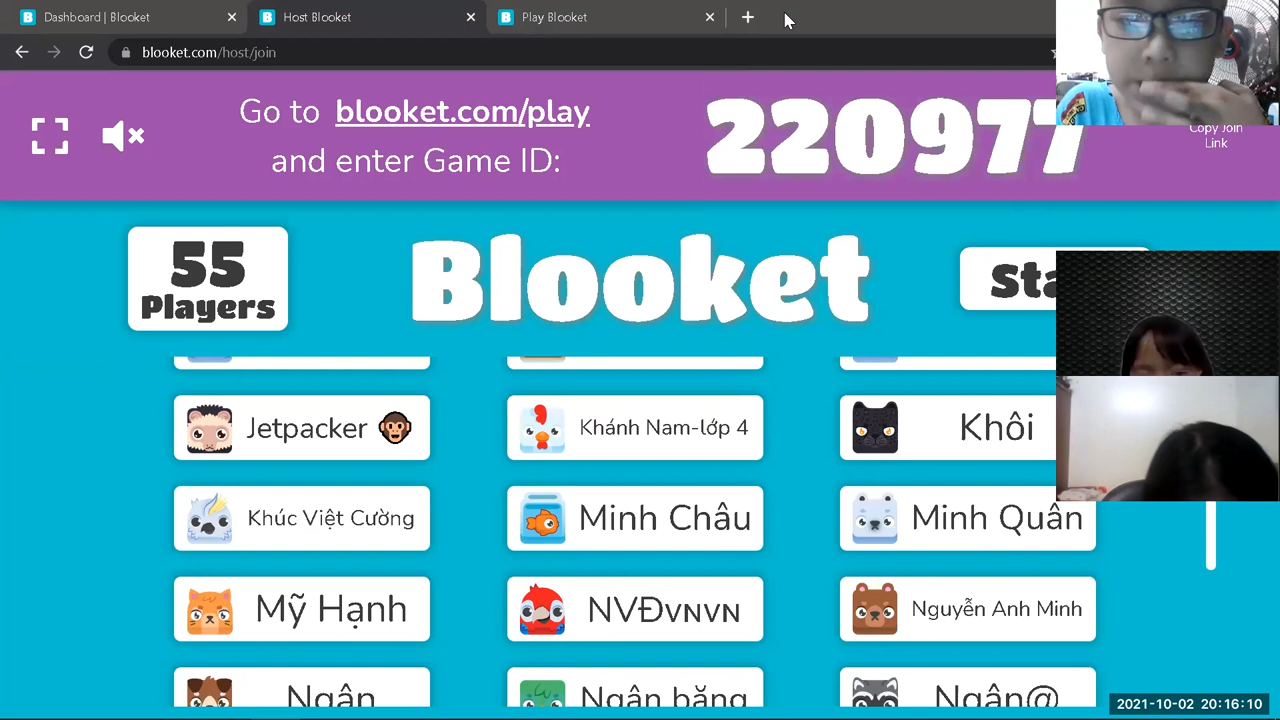 Dashboard | Blooket
Host Blooket
Play Blooket
blooket.com/host/join
Go to blooket.com/play
and enter Game ID:
220977
Copy Join
Link
55
Players
Blooket
Jetpacker 🐵
Khánh Nam-lớp 4
Khôi
Khúc Việt Cường
Minh Châu
Minh Quân
Mỹ Hạnh
NVĐvɴvɴ
Nguyễn Anh Minh
Ngân
Ngân băng
Ngân@
2021-10-02 20:16:10